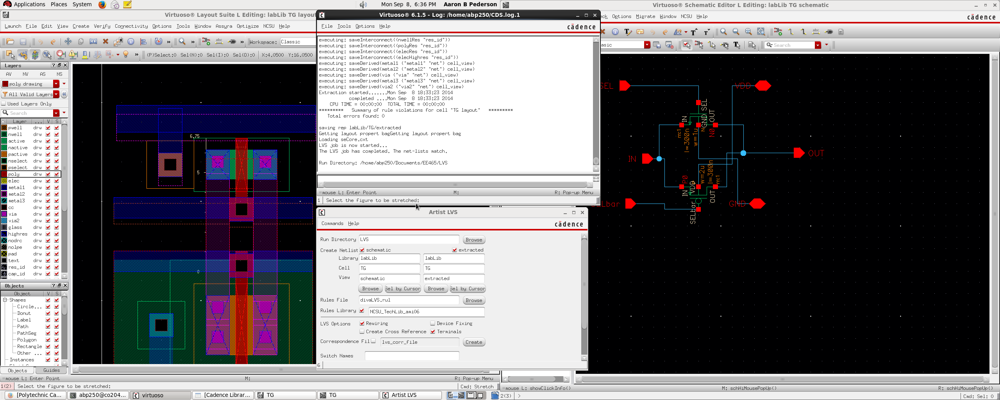 Applications Places System
Mon Sep 8, 6:36 PM Aaron B Pederson
Virtuoso® Schematic Editor L Editing: labLib TG schematic
Virtuoso® Layout Suite L Editing: labLib TG layou
Launch File Edit View Create Verify Connectivity Options Tools Window Assura Optimize NCSU Help
» » Workspace: Classic
» (P)Select:0 Sel(N):0 Sel(I):0 Sel(O):0 X:4.0500 Y:16.0500
Layers
AV NV AS NS
poly drawing
All Valid Layers
Used Layers Only
Search
Layer ... V S
pwell drw
nwell drw
active drw
nactive drw
pactive drw
nselect drw
pselect drw
poly drw
elec drw
metal1 drw
metal2 drw
metal3 drw
cc drw
via drw
via2 drw
glass drw
highres drw
nodrc drw
nolpe drw
pad drw
text drw
res_id drw
cap_id drw
Objects
Object V S
Shapes
Circle...
Donut
Label
Path
PathSeg
Polygon
Rectangle
Other ...
Instances
Objects Guides
6.75
5
0
mouse L: Enter Point M: R: Pop-up Menu
1(2) Select the figure to be stretched: Cmd: Stretch
Virtuoso® 6.1.5 - Log: /home/abp250/CDS.log.1
File Tools Options Help
cādence
executing: saveInterconnect((nwellRes "res_id"))
executing: saveInterconnect((polyRes "res_id"))
executing: saveInterconnect((elecRes "res_id"))
executing: saveInterconnect((elecHighres "res_id"))
executing: saveDerived(metal1 ("metal1" "net") cell_view)
executing: saveDerived(metal2 ("metal2" "net") cell_view)
executing: saveDerived(via ("via" "net") cell_view)
executing: saveDerived(metal3 ("metal3" "net") cell_view)
executing: saveDerived(via2 ("via2" "net") cell_view)
Extraction started.......Mon Sep 8 18:33:23 2014
completed ....Mon Sep 8 18:33:23 2014
CPU TIME = 00:00:00 TOTAL TIME = 00:00:00
********* Summary of rule violations for cell "TG layout" *********
Total errors found: 0
saving rep labLib/TG/extracted
Getting layout propert bagGetting layout propert bag
Loading seCore.cxt
LVS job is now started...
The LVS job has completed. The net-lists match.
Run Directory: /home/abp250/Documents/EE465/LVS
mouse L: Enter Point M: R: Pop-up Menu
1 Select the figure to be stretched:
Artist LVS
Commands Help
cādence
Run Directory LVS Browse
Create Netlist schematic extracted
Library labLib labLib
Cell TG TG
View schematic extracted
Browse Sel by Cursor Browse Sel by Cursor
Rules File divaLVS.rul Browse
Rules Library NCSU_TechLib_ami06
LVS Options Rewiring Device Fixing
Create Cross Reference Terminals
Correspondence Fil lvs_corr_file Create
Switch Names
6
eck Options Migrate Window NCSU Help
cādence
abc
asic Search
SEL VDD
SEL
IN GND OUT
m:1 l=300n w=1u N0
IN OUT
P0 w=2u l=300n m:1
IN VDD OUT
SELbar GND
SELbar
mouse L: showClickInfo() M: schHiMousePopUp() R: schHiMousePopUp()
2(3) > Cmd: Sel: 0
[Polytechnic Ca... abp250@co204... virtuoso [Cadence Librar... TG TG Artist LVS